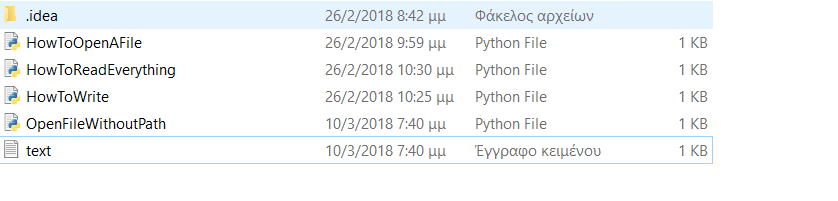 .idea 26/2/2018 8:42 μμ Φάκελος αρχείων
HowToOpenAFile 26/2/2018 9:59 μμ Python File 1 KB
HowToReadEverything 26/2/2018 10:30 μμ Python File 1 KB
HowToWrite 26/2/2018 10:25 μμ Python File 1 KB
OpenFileWithoutPath 10/3/2018 7:40 μμ Python File 1 KB
text 10/3/2018 7:40 μμ Έγγραφο κειμένου 1 KB